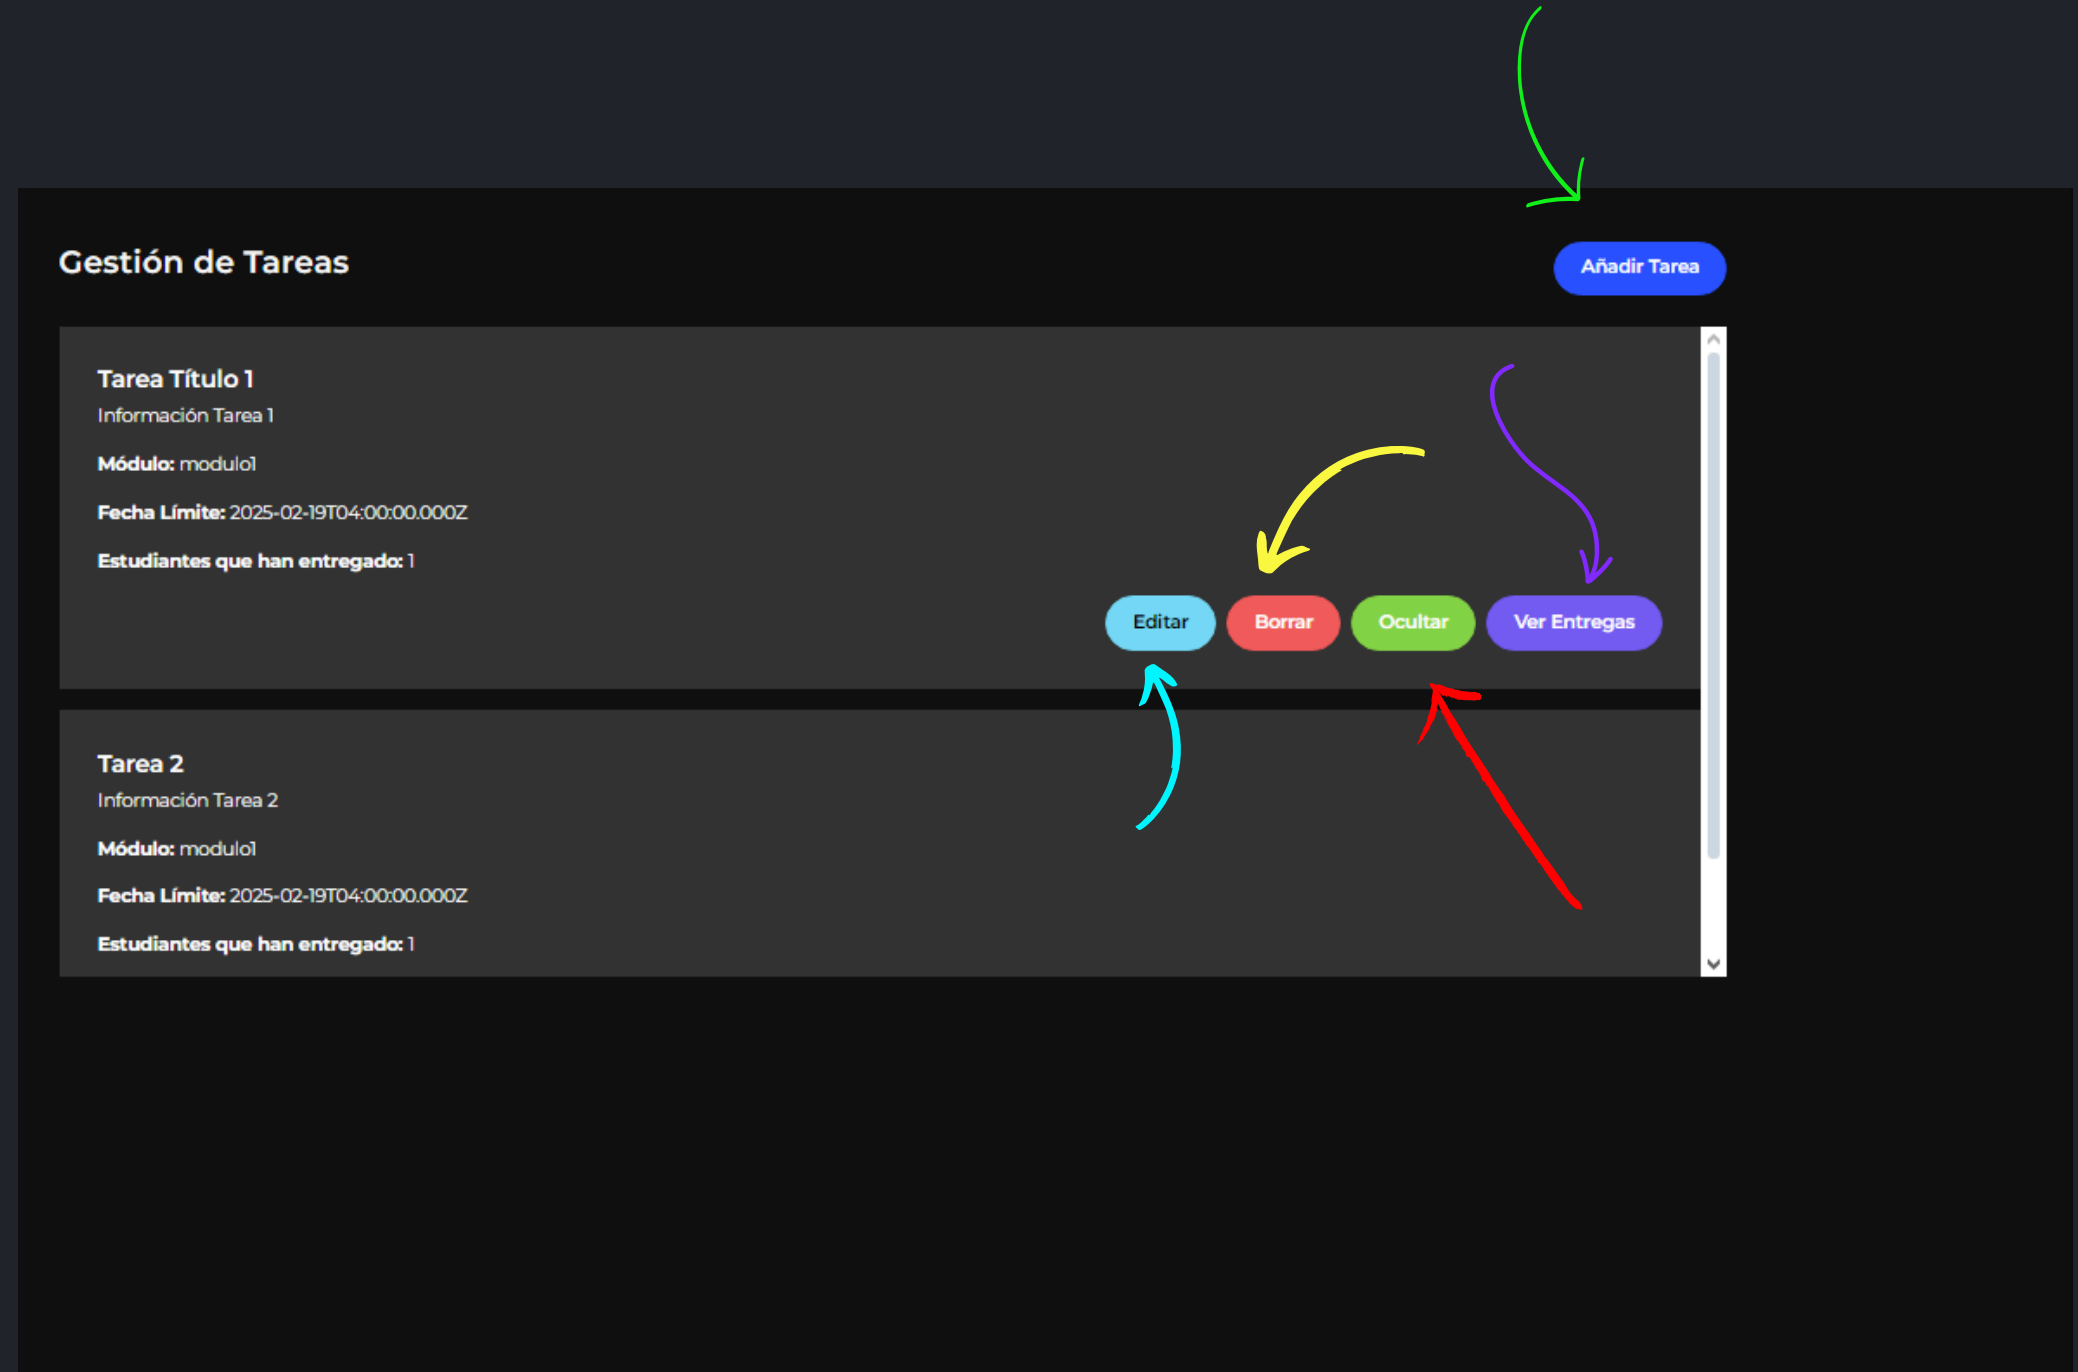 Gestión de Tareas
Añadir Tarea
Tarea Título 1
Información Tarea 1
Módulo: modulo1
Fecha Límite: 2025-02-19T04:00:00.000Z
Estudiantes que han entregado: 1
Editar Borrar Ocultar Ver Entregas
Tarea 2
Información Tarea 2
Módulo: modulo1
Fecha Límite: 2025-02-19T04:00:00.000Z
Estudiantes que han entregado: 1